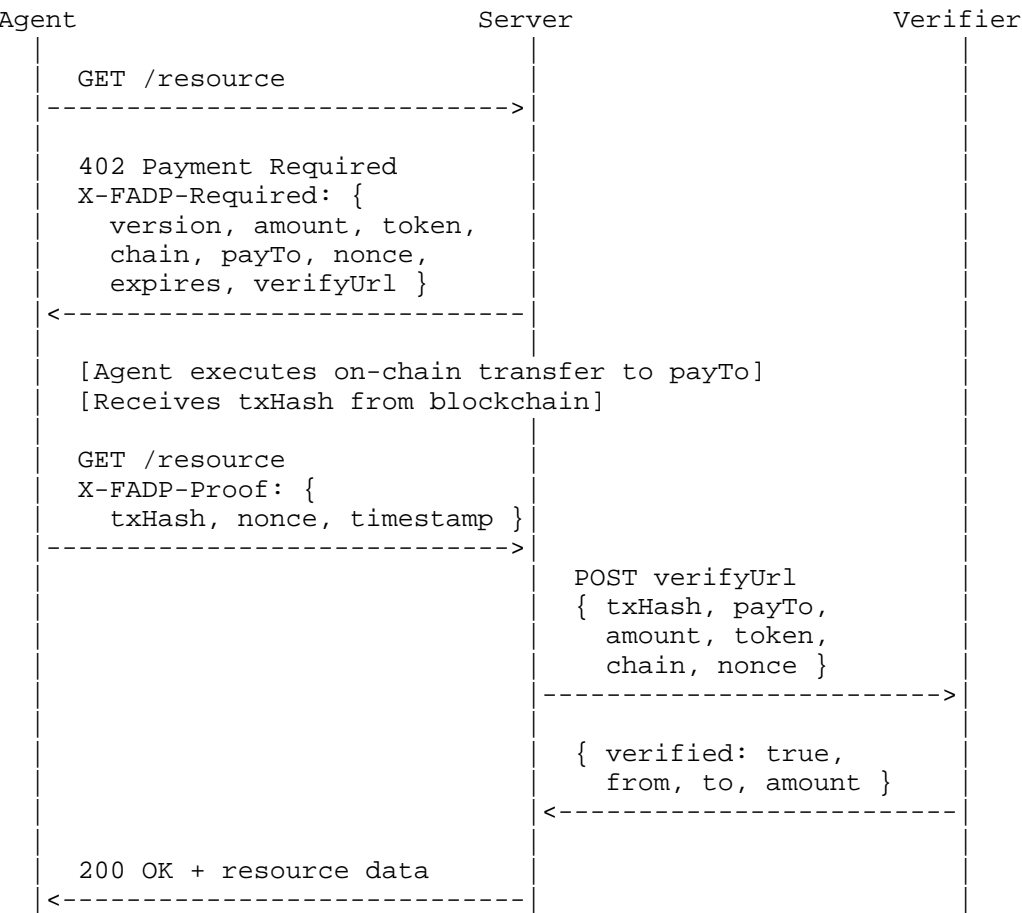 Agent Server Verifier
GET /resource
---------------------------->
402 Payment Required
X-FADP-Required: {
version, amount, token,
chain, payTo, nonce,
expires, verifyUrl }
<-----------------------------
[Agent executes on-chain transfer to payTo]
[Receives txHash from blockchain]
GET /resource
X-FADP-Proof: {
txHash, nonce, timestamp }
---------------------------->
POST verifyUrl
{ txHash, payTo,
amount, token,
chain, nonce }
------------------------->
{ verified: true,
from, to, amount }
<-------------------------
200 OK + resource data
<-----------------------------